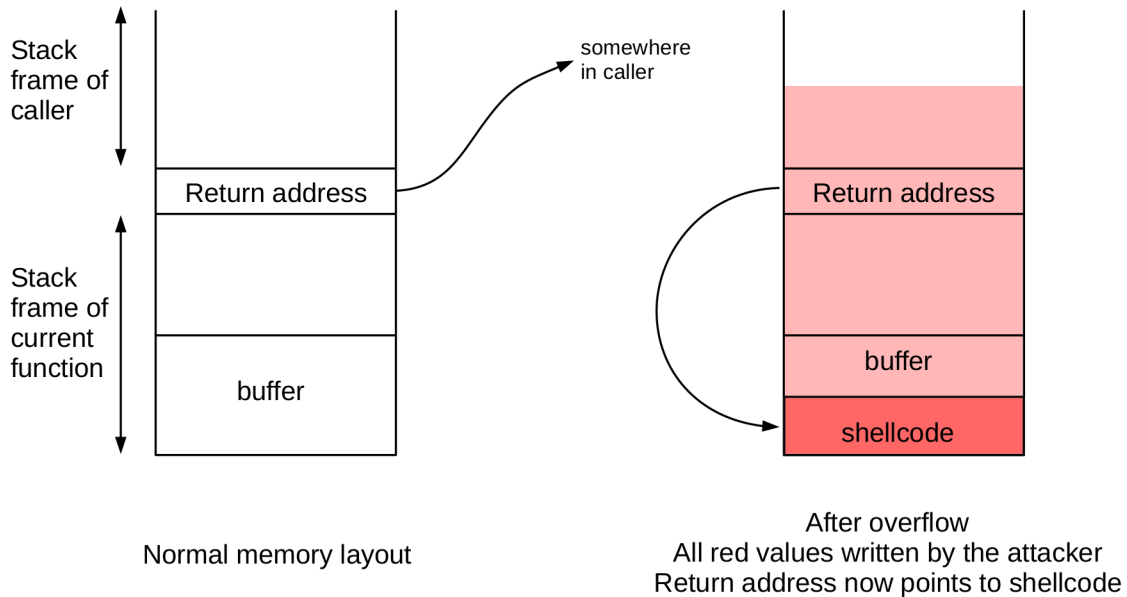 Stack
frame of
caller
somewhere
in caller
Return address
Stack
frame of
current
function
buffer
Normal memory layout
Return address
buffer
shellcode
After overflow
All red values written by the attacker
Return address now points to shellcode